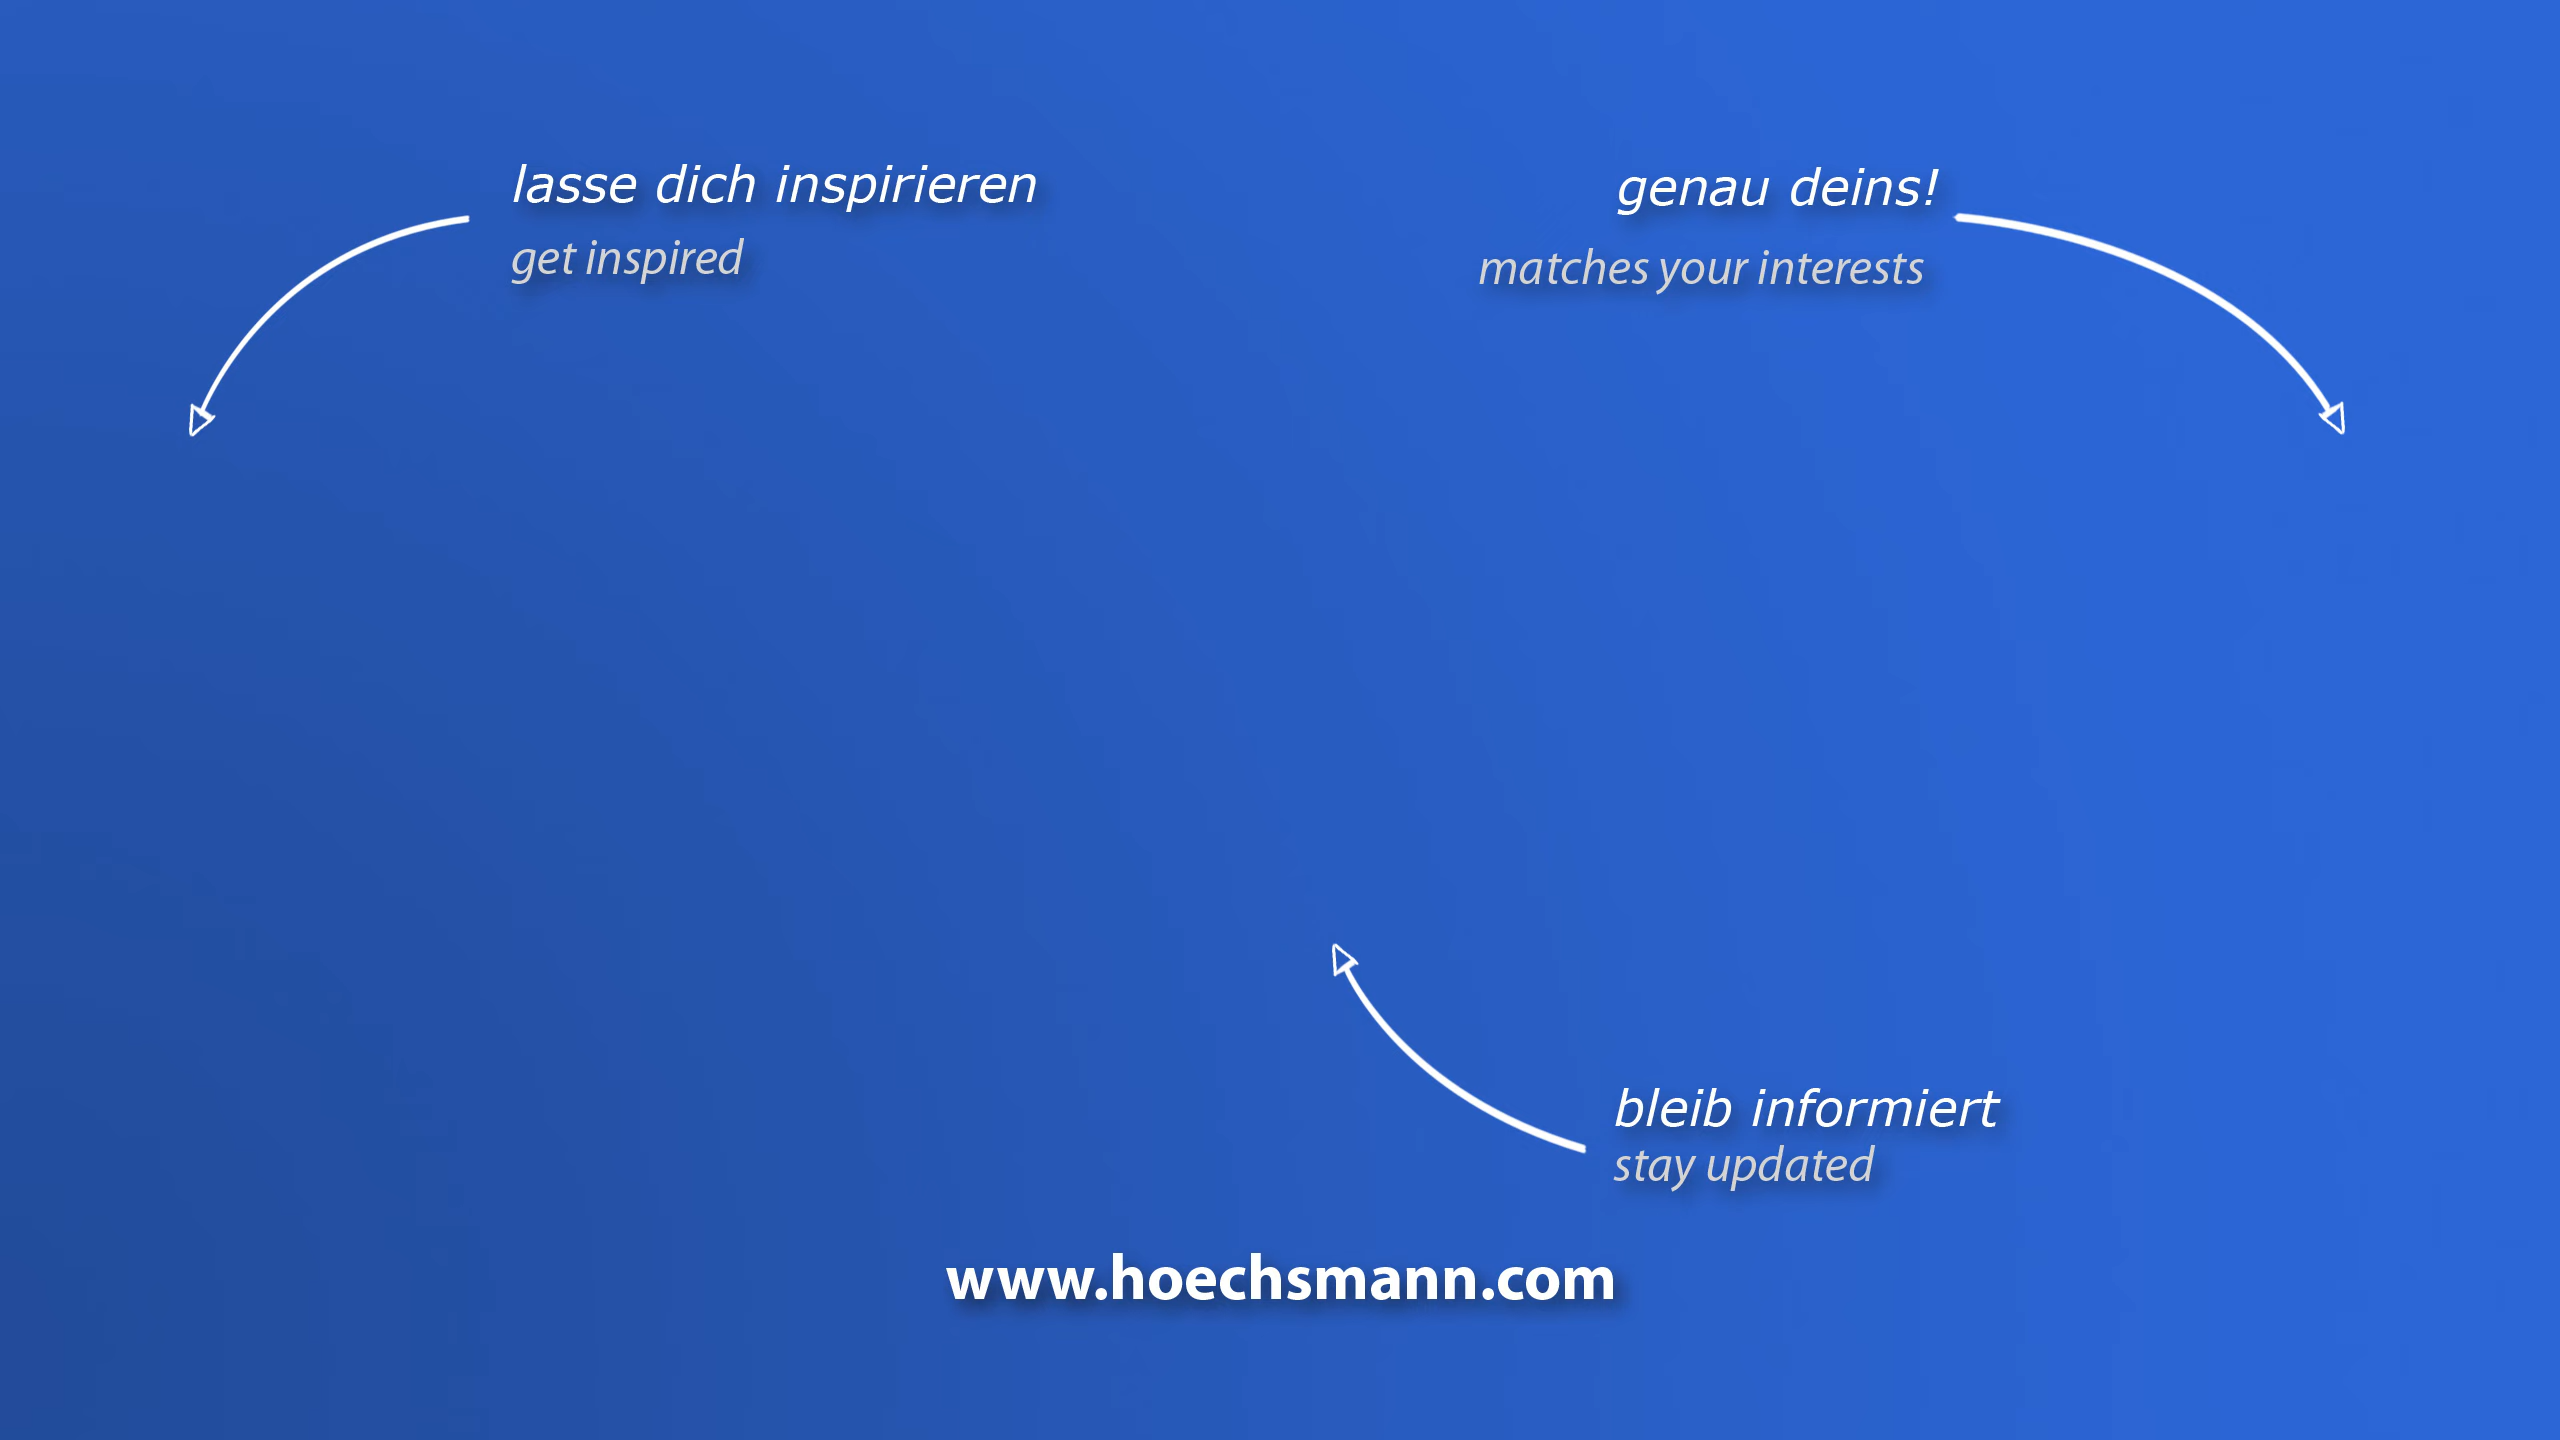 lasse dich inspirieren
get inspired
genau deins!
matches your interests
bleib informiert
stay updated
www.hoechsmann.com